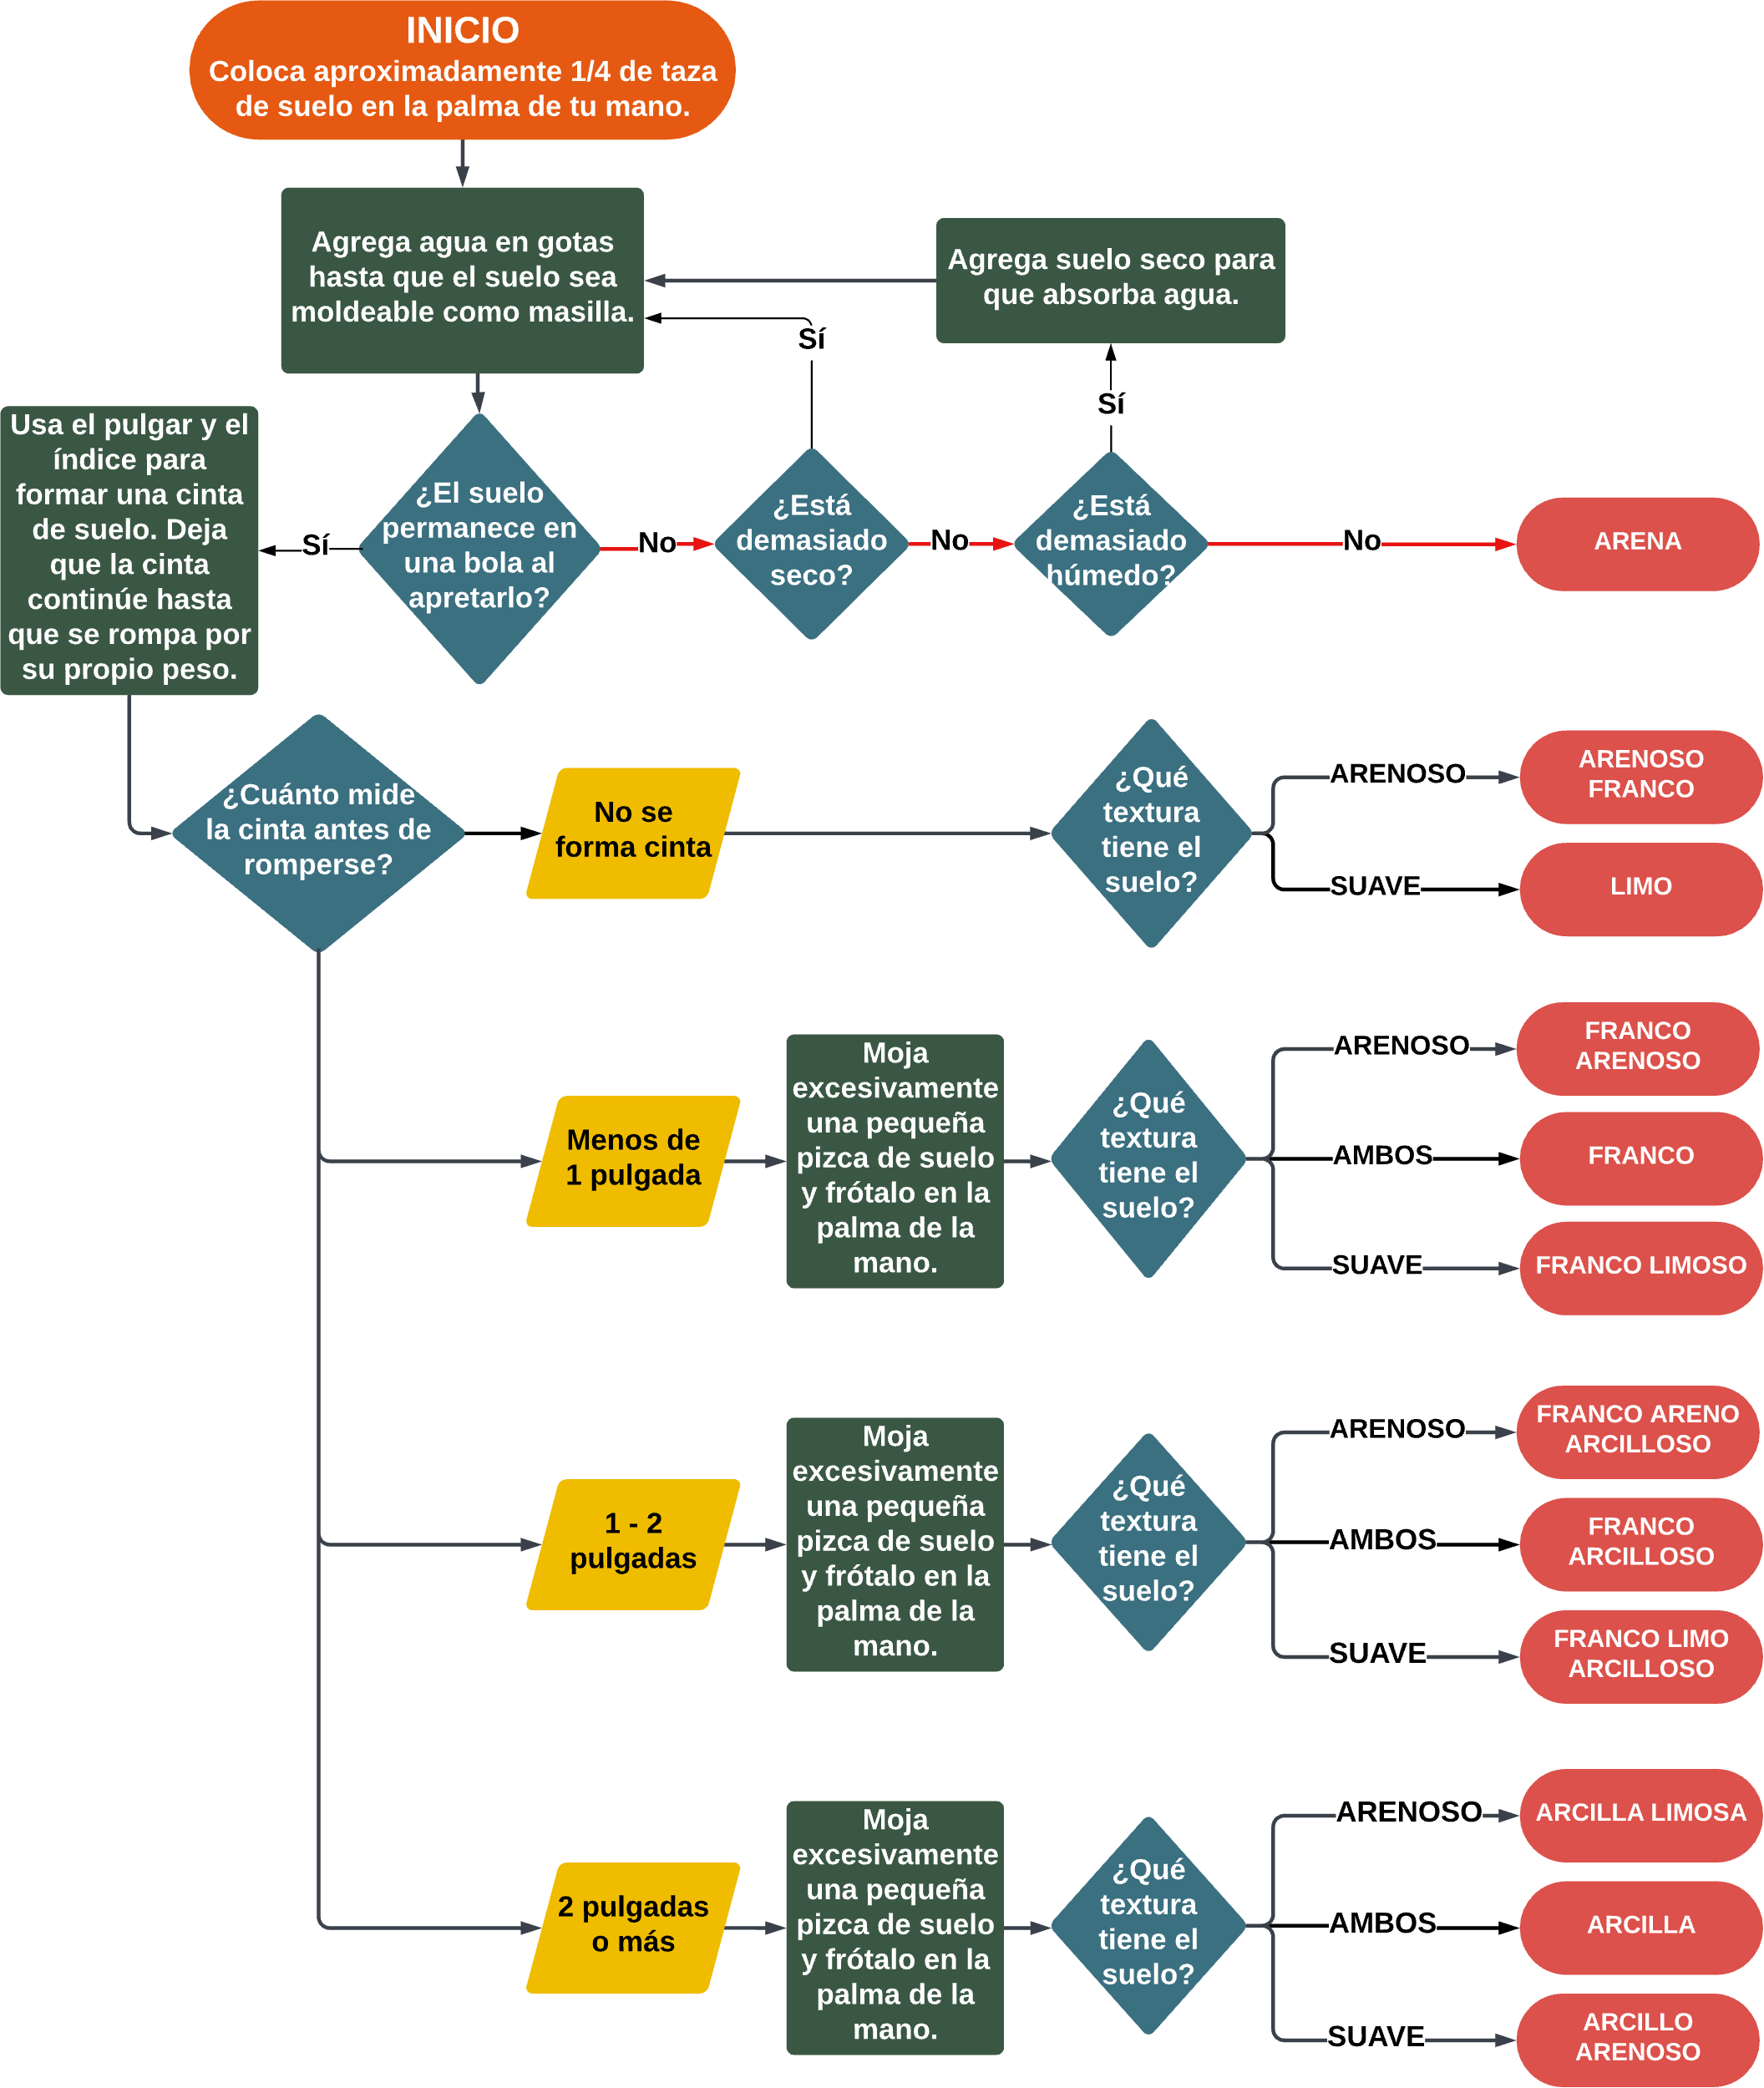 INICIO
Coloca aproximadamente 1/4 de taza
de suelo en la palma de tu mano.
Agrega agua en gotas
hasta que el suelo sea
moldeable como masilla.
Agrega suelo seco para
que absorba agua.
Sí
Sí
Usa el pulgar y el
índice para
formar una cinta
de suelo. Deja
que la cinta
continúe hasta
que se rompa por
su propio peso.
Sí
¿El suelo
permanece en
una bola al
apretarlo?
No
¿Está
demasiado
seco?
No
¿Está
demasiado
húmedo?
No
ARENA
¿Cuánto mide
la cinta antes de
romperse?
No se
forma cinta
¿Qué
textura
tiene el
suelo?
ARENOSO
ARENOSO
FRANCO
SUAVE
LIMO
Menos de
1 pulgada
Moja
excesivamente
una pequeña
pizca de suelo
y frótalo en la
palma de la
mano.
¿Qué
textura
tiene el
suelo?
ARENOSO
FRANCO
ARENOSO
AMBOS
FRANCO
SUAVE
FRANCO LIMOSO
1 - 2
pulgadas
Moja
excesivamente
una pequeña
pizca de suelo
y frótalo en la
palma de la
mano.
¿Qué
textura
tiene el
suelo?
ARENOSO
FRANCO ARENO
ARCILLOSO
AMBOS
FRANCO
ARCILLOSO
SUAVE
FRANCO LIMO
ARCILLOSO
2 pulgadas
o más
Moja
excesivamente
una pequeña
pizca de suelo
y frótalo en la
palma de la
mano.
¿Qué
textura
tiene el
suelo?
ARENOSO
ARCILLA LIMOSA
AMBOS
ARCILLA
SUAVE
ARCILLO
ARENOSO